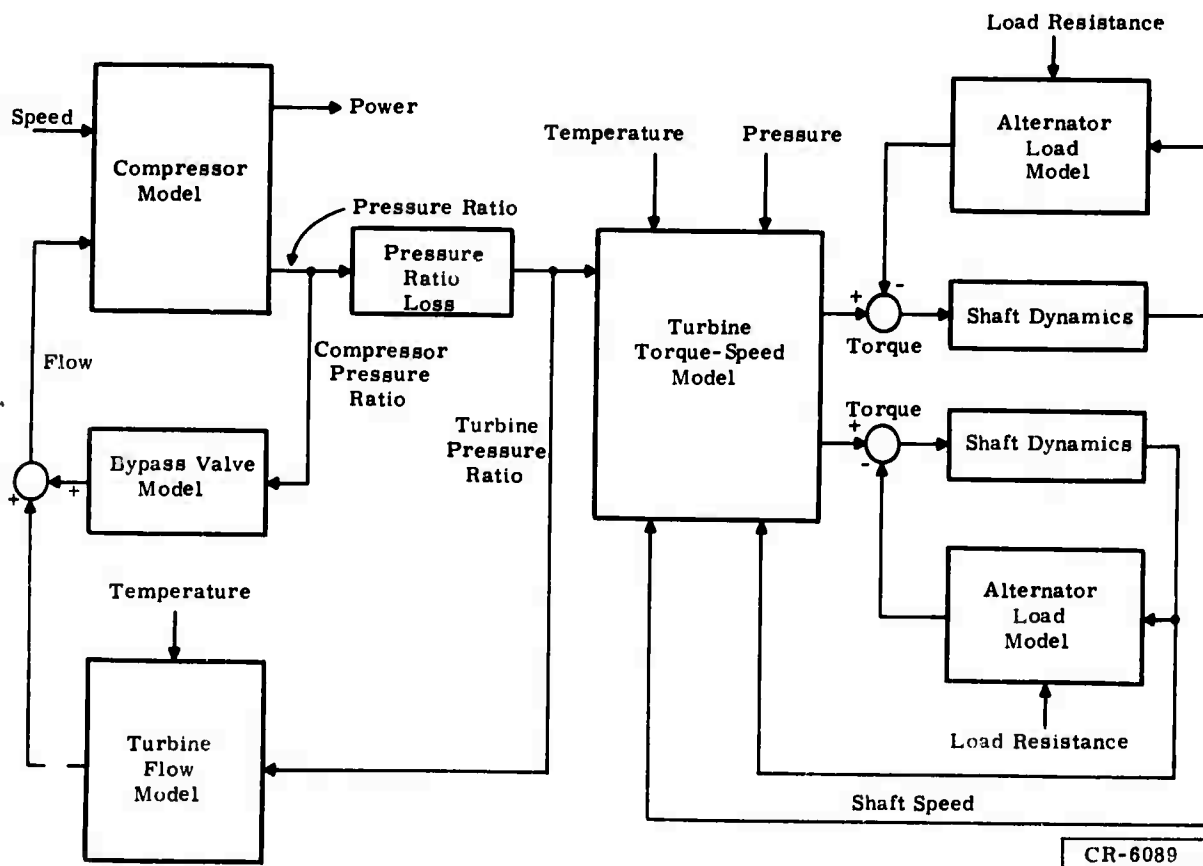 Load Resistance
Speed
Power
Compressor
Model
Temperature
Pressure
Alternator
Load
Model
Pressure Ratio
Pressure
Ratio
Loss
Turbine
Torque-Speed
Model
+
-
Torque
Shaft Dynamics
Flow
Compressor
Pressure
Ratio
Turbine
Pressure
Ratio
Torque
+
-
Shaft Dynamics
Bypass Valve
Model
+
+
Temperature
Alternator
Load
Model
Turbine
Flow
Model
Load Resistance
Shaft Speed
CR-6089